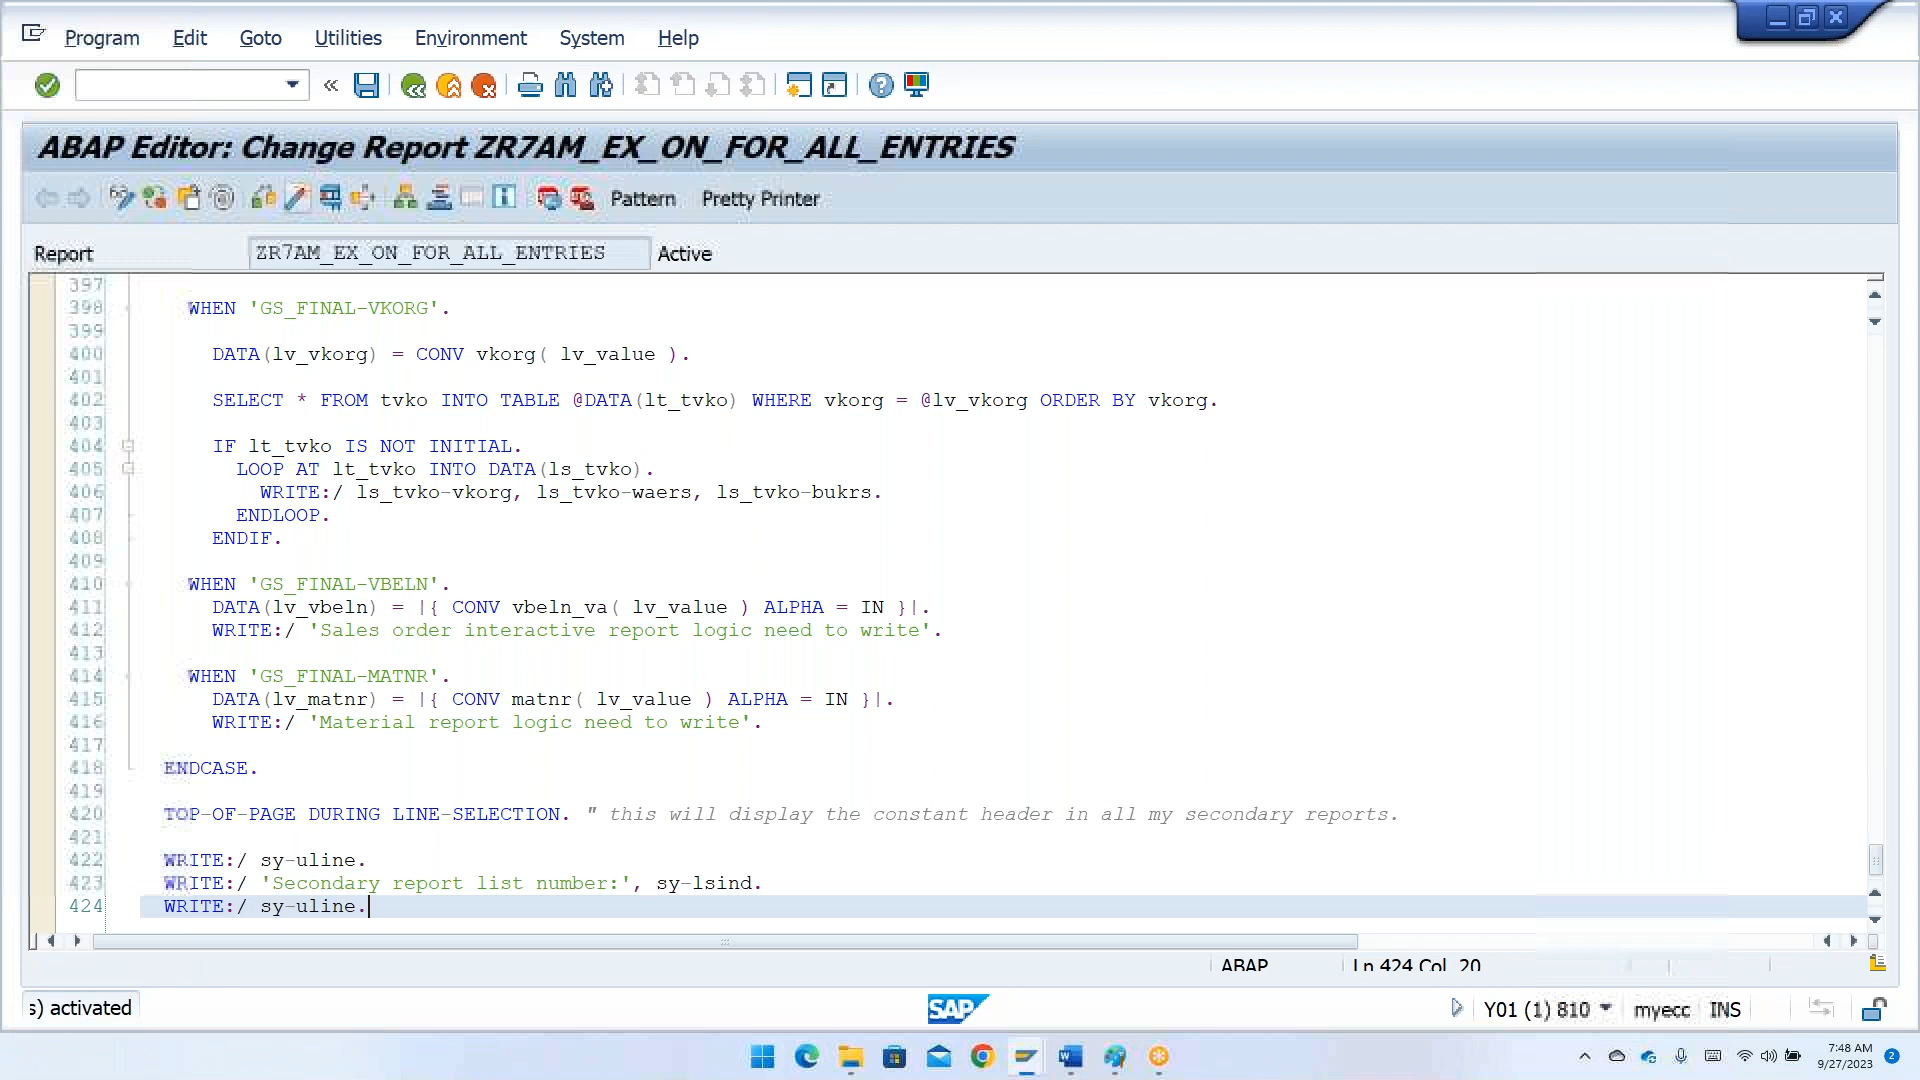 Program Edit Goto Utilities Environment System Help
ABAP Editor: Change Report ZR7AM_EX_ON_FOR_ALL_ENTRIES
Pattern Pretty Printer
Report ZR7AM_EX_ON_FOR_ALL_ENTRIES Active
397
398 WHEN 'GS_FINAL-VKORG'.
399
400 DATA(lv_vkorg) = CONV vkorg( lv_value ).
401
402 SELECT * FROM tvko INTO TABLE @DATA(lt_tvko) WHERE vkorg = @lv_vkorg ORDER BY vkorg.
403
404 IF lt_tvko IS NOT INITIAL.
405 LOOP AT lt_tvko INTO DATA(ls_tvko).
406 WRITE:/ ls_tvko-vkorg, ls_tvko-waers, ls_tvko-bukrs.
407 ENDLOOP.
408 ENDIF.
409
410 WHEN 'GS_FINAL-VBELN'.
411 DATA(lv_vbeln) = |{ CONV vbeln_va( lv_value ) ALPHA = IN }|.
412 WRITE:/ 'Sales order interactive report logic need to write'.
413
414 WHEN 'GS_FINAL-MATNR'.
415 DATA(lv_matnr) = |{ CONV matnr( lv_value ) ALPHA = IN }|.
416 WRITE:/ 'Material report logic need to write'.
417
418 ENDCASE.
419
420 TOP-OF-PAGE DURING LINE-SELECTION. " this will display the constant header in all my secondary reports.
421
422 WRITE:/ sy-uline.
423 WRITE:/ 'Secondary report list number:', sy-lsind.
424 WRITE:/ sy-uline.
ABAP Ln 424 Col 20
s) activated SAP Y01 (1) 810 myecc INS
7:48 AM
9/27/2023 2